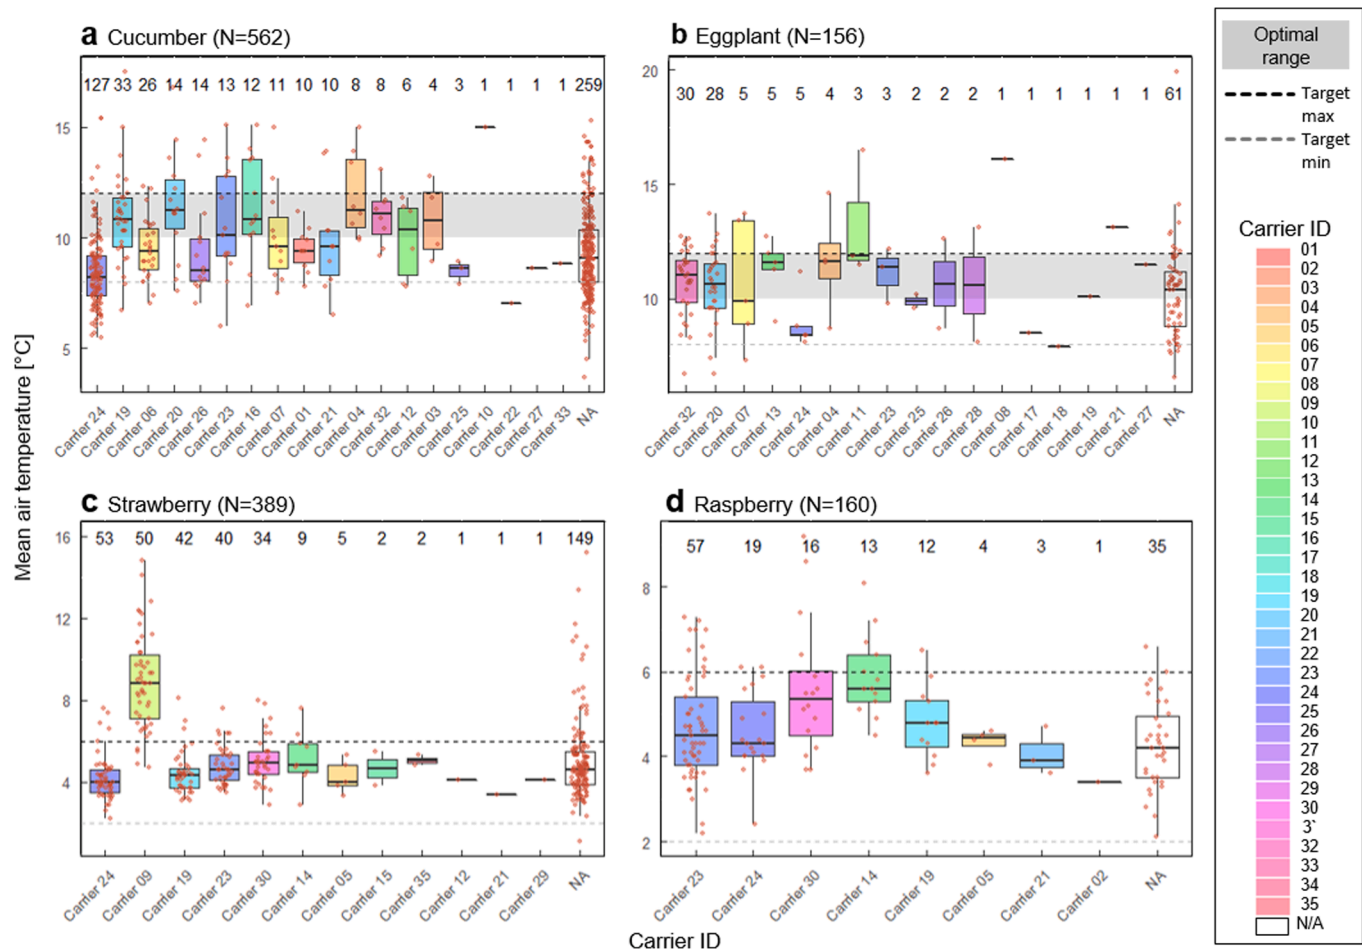 a Cucumber (N=562)
127 33 26 14 14 13 12 11 10 10 8 8 6 3 1 1 1 1 259
15
10
5
Carrier 24 Carrier 19 Carrier 06 Carrier 20 Carrier 26 Carrier 23 Carrier 16 Carrier 07 Carrier 01 Carrier 21 Carrier 04 Carrier 32 Carrier 12 Carrier 03 Carrier 25 Carrier 10 Carrier 22 Carrier 27 Carrier 33 NA
b Eggplant (N=156)
20
30 28 5 5 5 4 3 3 2 2 2 1 1 1 1 1 1 61
15
10
Carrier 32 Carrier 20 Carrier 07 Carrier 13 Carrier 24 Carrier 04 Carrier 11 Carrier 23 Carrier 25 Carrier 26 Carrier 28 Carrier 08 Carrier 17 Carrier 18 Carrier 19 Carrier 21 Carrier 27 NA
Mean air temperature [°C]
c Strawberry (N=389)
16
53 50 42 40 34 9 5 2 2 1 1 1 149
12
8
4
Carrier 24 Carrier 09 Carrier 19 Carrier 23 Carrier 30 Carrier 14 Carrier 05 Carrier 15 Carrier 35 Carrier 12 Carrier 21 Carrier 29 NA
d Raspberry (N=160)
57 19 16 13 12 4 3 1 35
8
6
4
2
Carrier 23 Carrier 24 Carrier 30 Carrier 14 Carrier 19 Carrier 05 Carrier 21 Carrier 02 NA
Carrier ID
Optimal
range
Target
max
Target
min
Carrier ID
01
02
03
04
05
06
07
08
09
10
11
12
13
14
15
16
17
18
19
20
21
22
23
24
25
26
27
28
29
30
3`
32
33
34
35
N/A